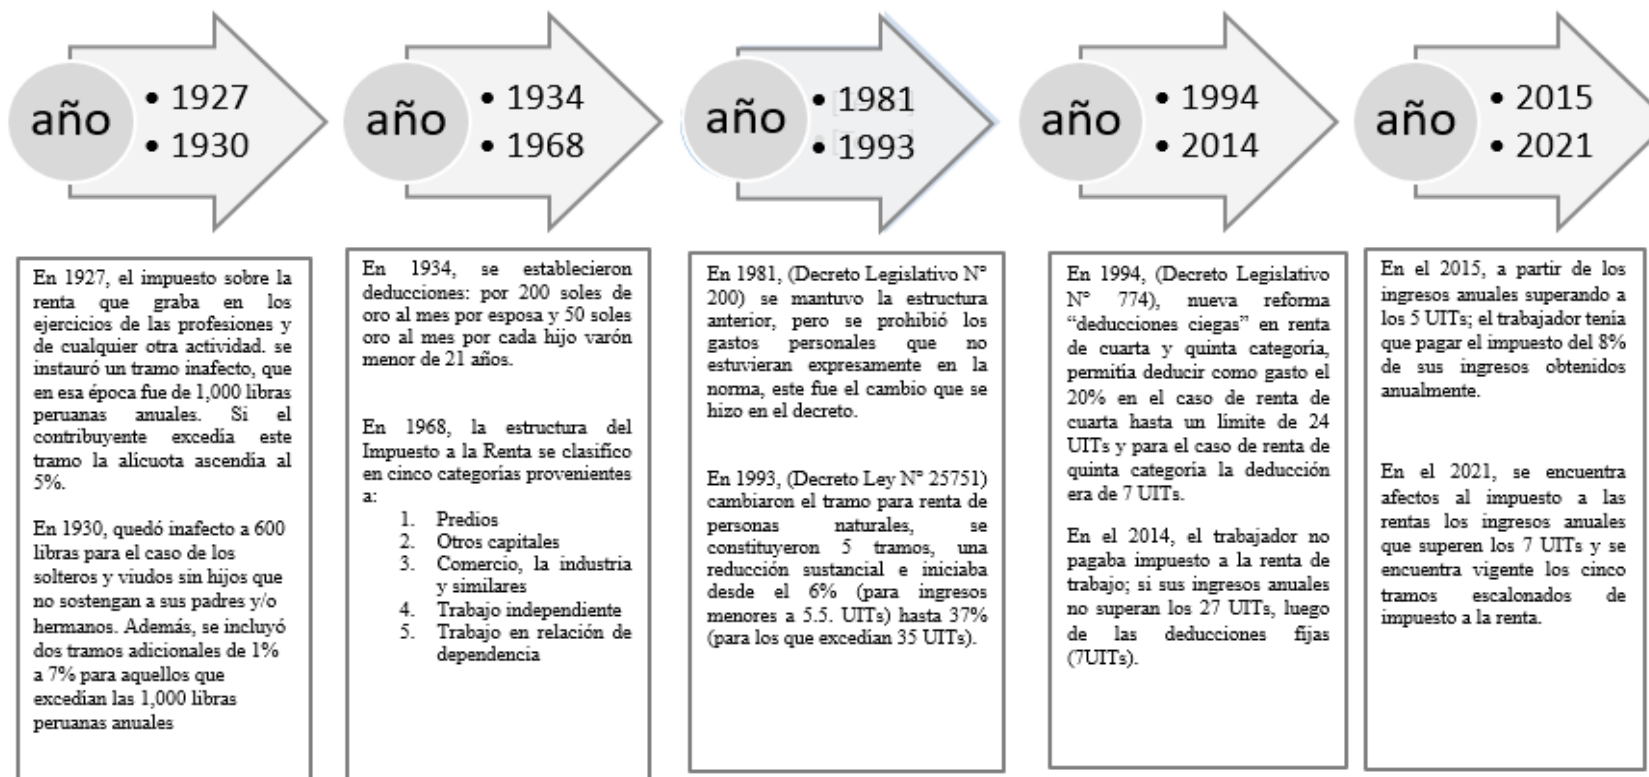 año
• 1927
• 1930
año
• 1934
• 1968
año
• 1981
• 1993
año
• 1994
• 2014
año
• 2015
• 2021
En 1927, el impuesto sobre la
renta que graba en los
ejercicios de las profesiones y
de cualquier otra actividad. se
instauró un tramo inafecto, que
en esa época fue de 1,000 libras
peruanas anuales. Si el
contribuyente excedía este
tramo la alícuota ascendía al
5%.
En 1930, quedó inafecto a 600
libras para el caso de los
solteros y viudos sin hijos que
no sostengan a sus padres y/o
hermanos. Además, se incluyó
dos tramos adicionales de 1%
a 7% para aquellos que
excedían las 1,000 libras
peruanas anuales
En 1934, se establecieron
deducciones: por 200 soles de
oro al mes por esposa y 50 soles
oro al mes por cada hijo varón
menor de 21 años.
En 1968, la estructura del
Impuesto a la Renta se clasifico
en cinco categorías provenientes
a:
1. Predios
2. Otros capitales
3. Comercio, la industria
y similares
4. Trabajo independiente
5. Trabajo en relación de
dependencia
En 1981, (Decreto Legislativo N°
200) se mantuvo la estructura
anterior, pero se prohibió los
gastos personales que no
estuvieran expresamente en la
norma, este fue el cambio que se
hizo en el decreto.
En 1993, (Decreto Ley N° 25751)
cambiaron el tramo para renta de
personas naturales, se
constituyeron 5 tramos, una
reducción sustancial e iniciaba
desde el 6% (para ingresos
menores a 5.5. UITs) hasta 37%
(para los que excedían 35 UITs).
En 1994, (Decreto Legislativo
N° 774), nueva reforma
“deducciones ciegas” en renta
de cuarta y quinta categoría,
permitía deducir como gasto el
20% en el caso de renta de
cuarta hasta un límite de 24
UITs y para el caso de renta de
quinta categoría la deducción
era de 7 UITs.
En el 2014, el trabajador no
pagaba impuesto a la renta de
trabajo; si sus ingresos anuales
no superan los 27 UITs, luego
de las deducciones fijas
(7UITs).
En el 2015, a partir de los
ingresos anuales superando a
los 5 UITs; el trabajador tenía
que pagar el impuesto del 8%
de sus ingresos obtenidos
anualmente.
En el 2021, se encuentra
afectos al impuesto a las
rentas los ingresos anuales
que superen los 7 UITs y se
encuentra vigente los cinco
tramos escalonados de
impuesto a la renta.